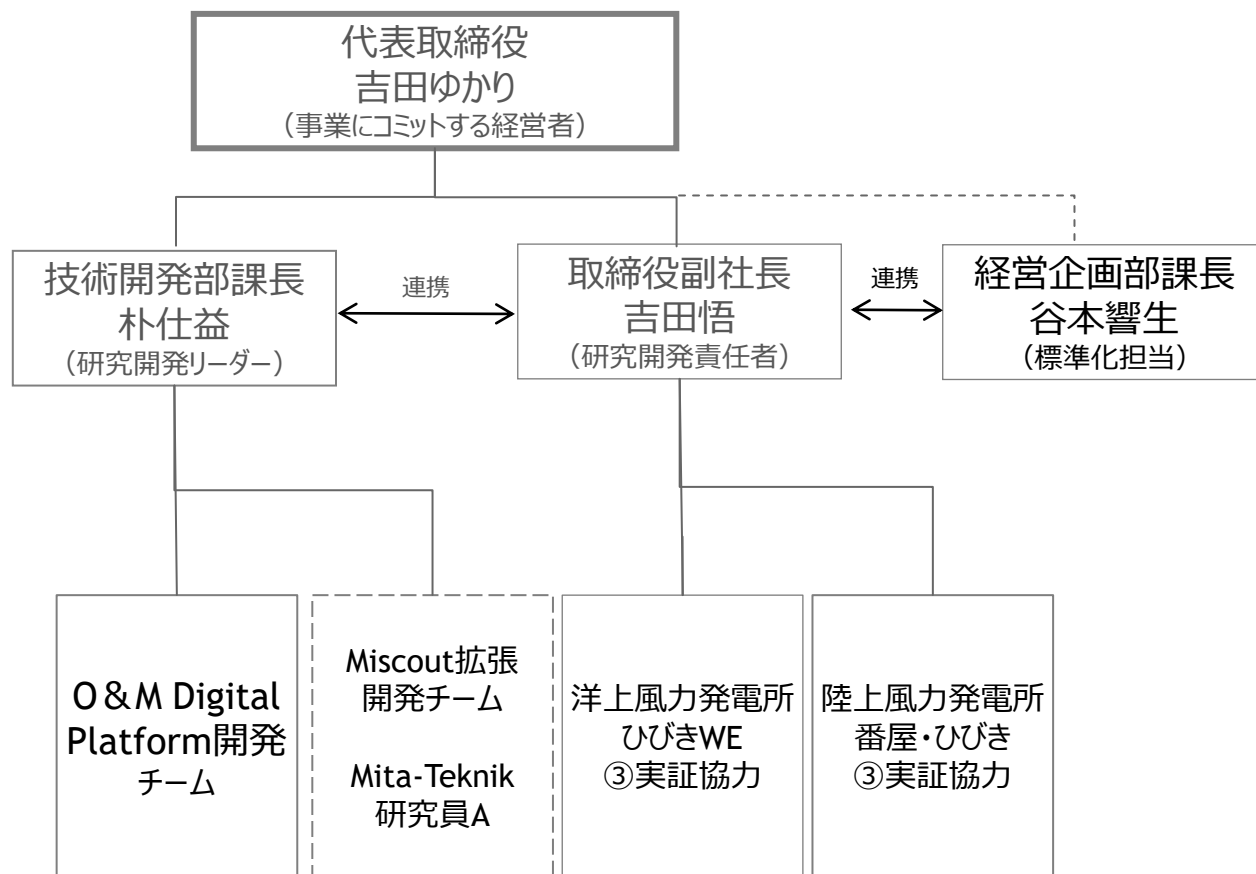 代表取締役
吉田ゆかり
（事業にコミットする経営者）
技術開発部課長
朴仕益
（研究開発リーダー）
連携
取締役副社長
吉田悟
（研究開発責任者）
連携
経営企画部課長
谷本響生
（標準化担当）
O＆M Digital
Platform開発
チーム
Miscout拡張
開発チーム
Mita-Teknik
研究員A
洋上風力発電所
ひびきWE
③実証協力
陸上風力発電所
番屋・ひびき
③実証協力